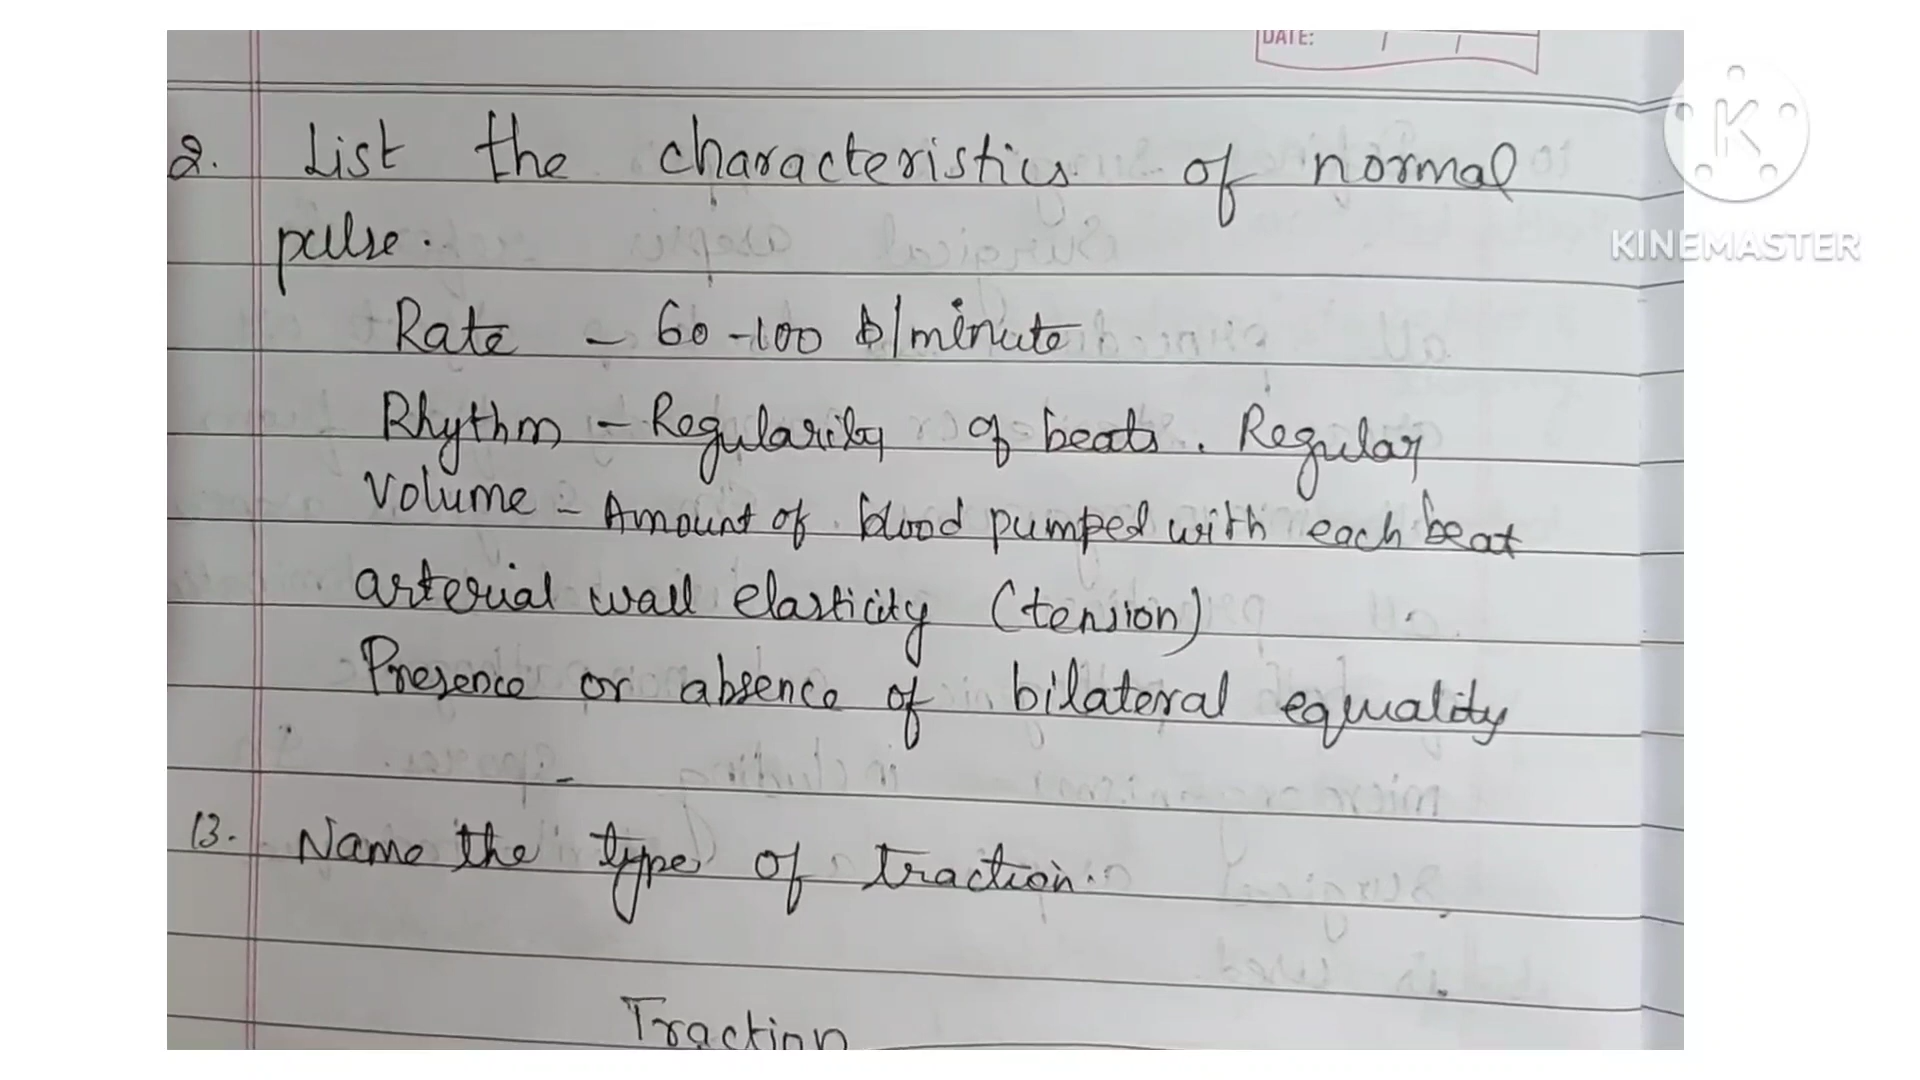 DATE: / /
2. List the characteristics of normal
pulse.
Rate - 60-100 b/minute
Rhythm - Regularity of beats. Regular
Volume - Amount of blood pumped with each beat
arterial wall elasticity (tension)
Presence or absence of bilateral equality
13. Name the type of traction.
Traction
K
KINEMASTER